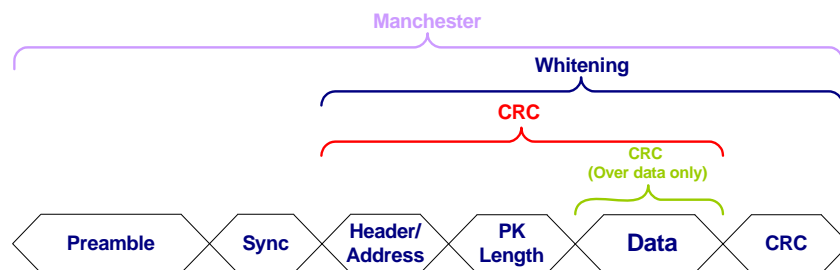 Manchester
Whitening
CRC
CRC
(Over data only)
Preamble
Sync
Header/
Address
PK
Length
Data
CRC